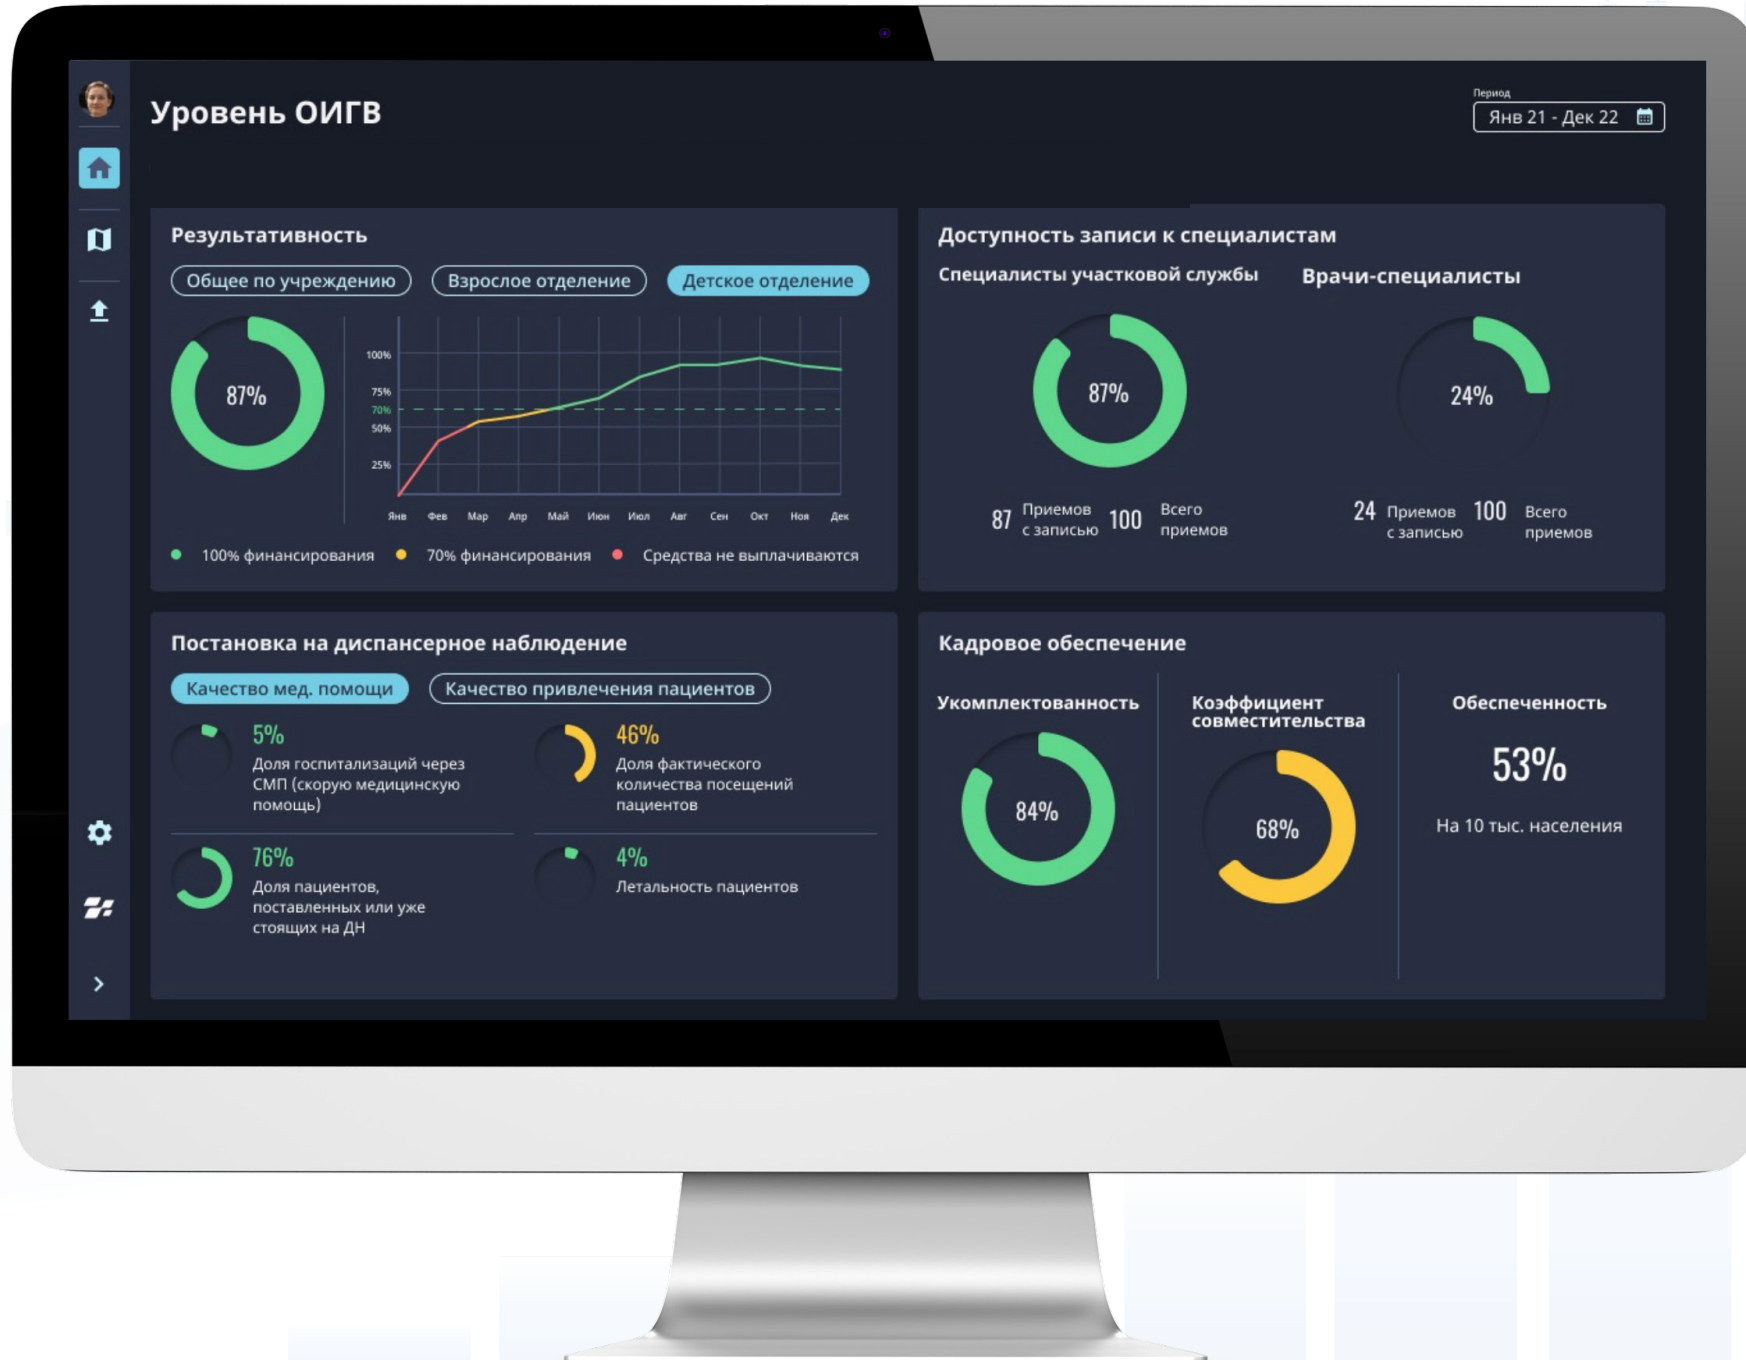 Уровень ОИГВ
Период
Янв 21 - Дек 22
Результативность
Общее по учреждению
Взрослое отделение
Детское отделение
87%
100%
75%
70%
50%
25%
Янв Фев Мар Апр Май Июн Июл Авг Сен Окт Ноя Дек
100% финансирования
70% финансирования
Средства не выплачиваются
Доступность записи к специалистам
Специалисты участковой службы
87%
87 Приемов
с записью
100 Всего
приемов
Врачи-специалисты
24%
24 Приемов
с записью
100 Всего
приемов
Постановка на диспансерное наблюдение
Качество мед. помощи
Качество привлечения пациентов
5%
Доля госпитализаций через
СМП (скорую медицинскую
помощь)
46%
Доля фактического
количества посещений
пациентов
76%
Доля пациентов,
поставленных или уже
стоящих на ДН
4%
Летальность пациентов
Кадровое обеспечение
Укомплектованность
84%
Коэффициент
совместительства
68%
Обеспеченность
53%
На 10 тыс. населения